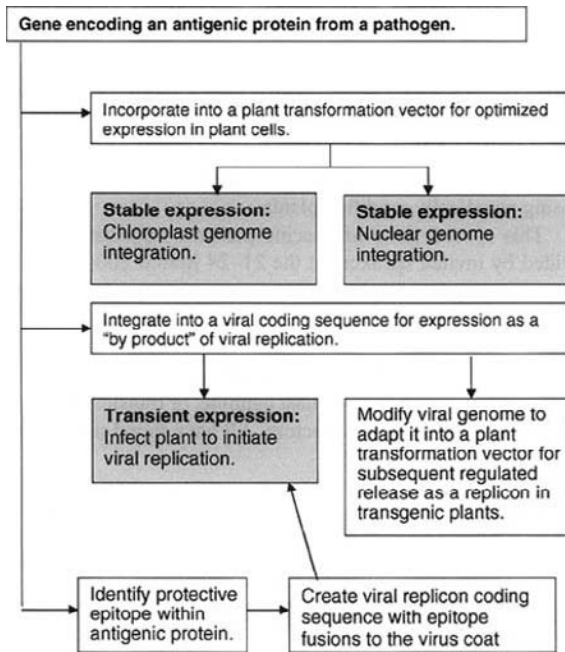 Gene encoding an antigenic protein from a pathogen.
Incorporate into a plant transformation vector for optimized
expression in plant cells.
Stable expression:
Chloroplast genome
integration.
Stable expression:
Nuclear genome
integration.
Integrate into a viral coding sequence for expression as a
“by product” of viral replication.
Transient expression:
Infect plant to initiate
viral replication.
Modify viral genome to
adapt it into a plant
transformation vector for
subsequent regulated
release as a replicon in
transgenic plants.
Identify protective
epitope within
antigenic protein.
Create viral replicon coding
sequence with epitope
fusions to the virus coat